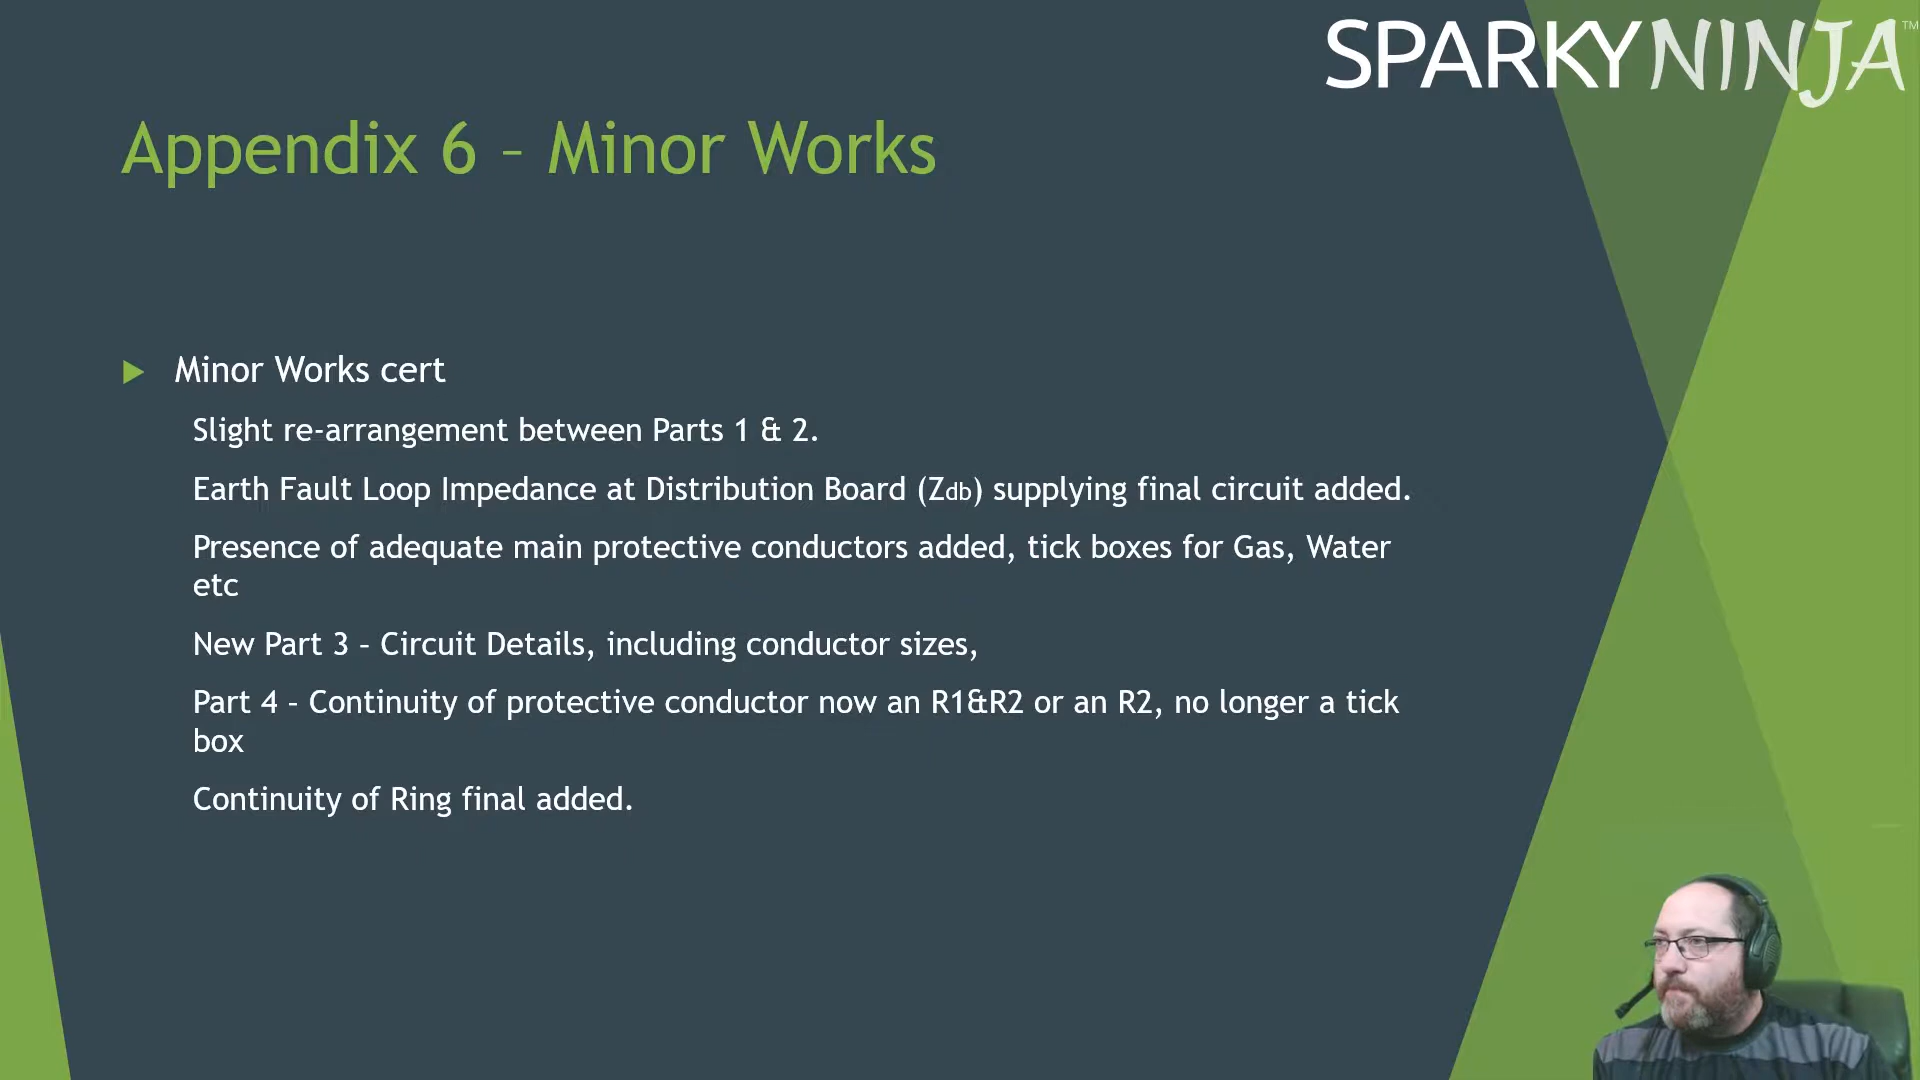 SPARKYNINJA™
Appendix 6 – Minor Works
Minor Works cert
Slight re-arrangement between Parts 1 & 2.
Earth Fault Loop Impedance at Distribution Board (Zdb) supplying final circuit added.
Presence of adequate main protective conductors added, tick boxes for Gas, Water
etc
New Part 3 – Circuit Details, including conductor sizes,
Part 4 – Continuity of protective conductor now an R1&R2 or an R2, no longer a tick
box
Continuity of Ring final added.